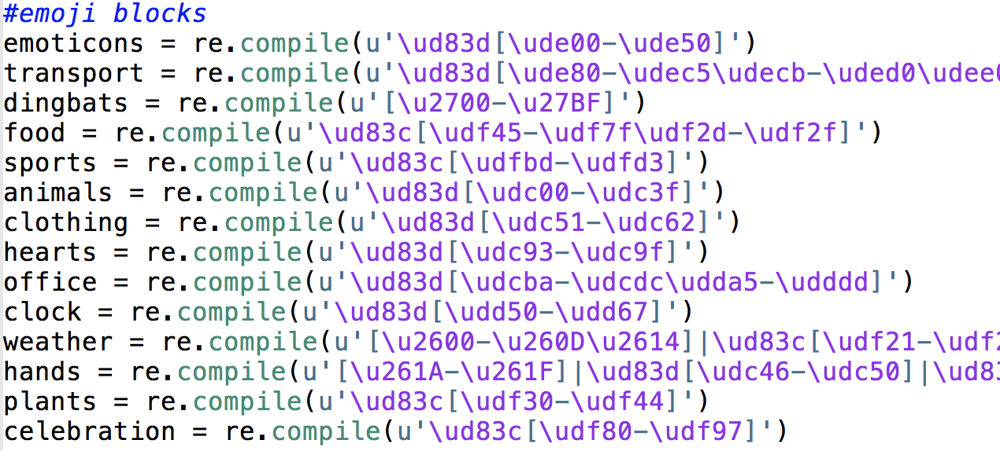 #emoji blocks
emoticons = re.compile(u'\ud83d[\ude00-\ude50]')
transport = re.compile(u'\ud83d[\ude80-\udec5\udecb-\uded0\udee0
dingbats = re.compile(u'[\u2700-\u27BF]')
food = re.compile(u'\ud83c[\udf45-\udf7f\udf2d-\udf2f]')
sports = re.compile(u'\ud83c[\udfbd-\udfd3]')
animals = re.compile(u'\ud83d[\udc00-\udc3f]')
clothing = re.compile(u'\ud83d[\udc51-\udc62]')
hearts = re.compile(u'\ud83d[\udc93-\udc9f]')
office = re.compile(u'\ud83d[\udcba-\udcdc\udda5-\udddd]')
clock = re.compile(u'\ud83d[\udd50-\udd67]')
weather = re.compile(u'[\u2600-\u260D\u2614]|\ud83c[\udf21-\udf2
hands = re.compile(u'[\u261A-\u261F]|\ud83d[\udc46-\udc50]|\ud83
plants = re.compile(u'\ud83c[\udf30-\udf44]')
celebration = re.compile(u'\ud83c[\udf80-\udf97]')